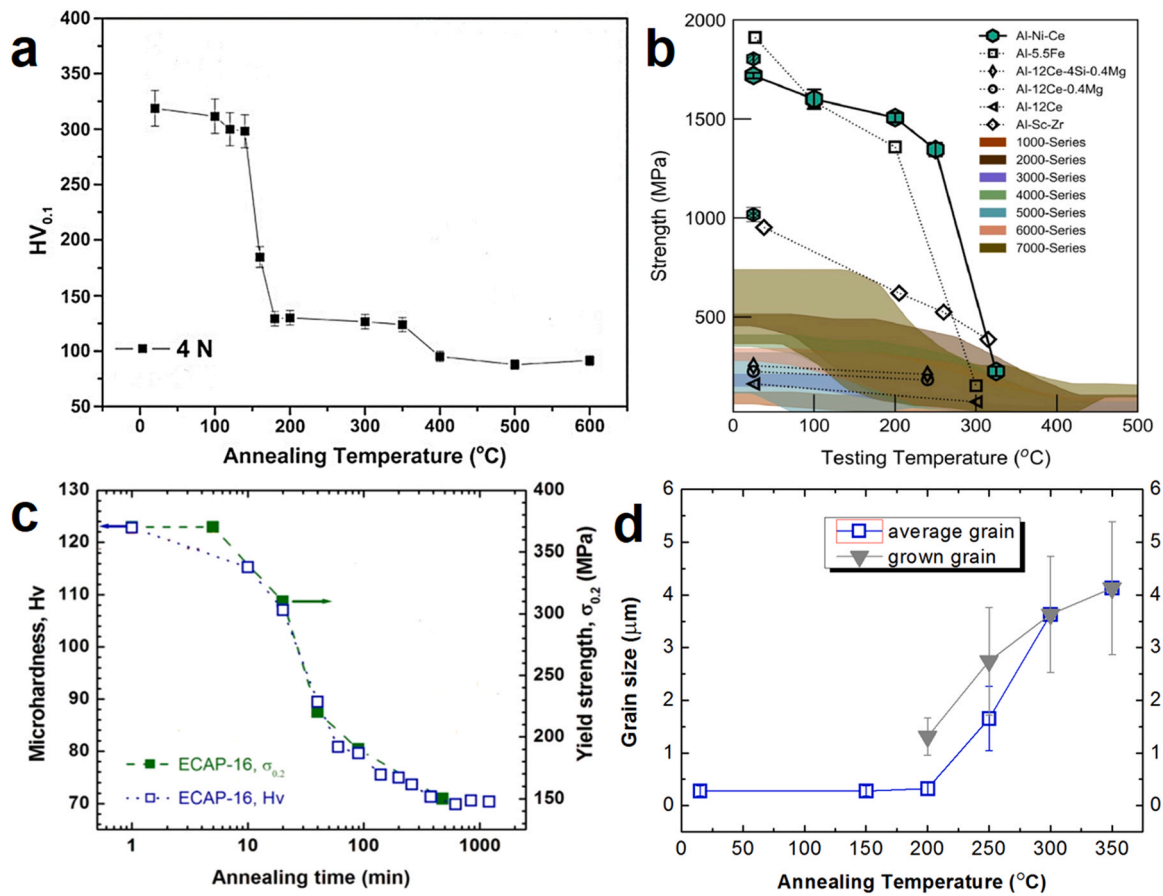 a
400
350
300
250
200
150
100
50
HV0.1
4 N
0 100 200 300 400 500 600
Annealing Temperature (oC)
b
2000
1500
1000
500
Strength (MPa)
Al-Ni-Ce
Al-5.5Fe
Al-12Ce-4Si-0.4Mg
Al-12Ce-0.4Mg
Al-12Ce
Al-Sc-Zr
1000-Series
2000-Series
3000-Series
4000-Series
5000-Series
6000-Series
7000-Series
0 100 200 300 400 500
Testing Temperature (oC)
c
130
120
110
100
90
80
70
Microhardness, Hv
400
350
300
250
200
150
Yield strength, σ0.2 (MPa)
ECAP-16, σ0.2
ECAP-16, Hv
1 10 100 1000
Annealing time (min)
d
6
5
4
3
2
1
0
Grain size (μm)
average grain
grown grain
6
5
4
3
2
1
0
0 50 100 150 200 250 300 350
Annealing Temperature (°C)